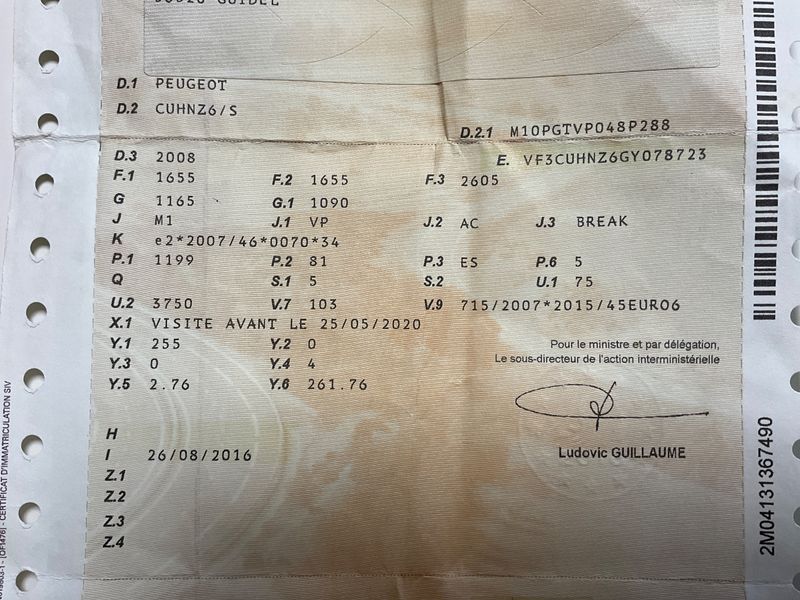 GUIDEL
D.1 PEUGEOT
D.2 CUHNZ6/S
D.2.1 M10PGTVP048P288
D.3 2008 E. VF3CUHNZ6GY078723
F.1 1655 F.2 1655 F.3 2605
G 1165 G.1 1090
J M1 J.1 VP J.2 AC J.3 BREAK
K e2*2007/46*0070*34
P.1 1199 P.2 81 P.3 ES P.6 5
Q S.1 5 S.2 U.1 75
U.2 3750 V.7 103 V.9 715/2007*2015/45EURO6
X.1 VISITE AVANT LE 25/05/2020
Y.1 255 Y.2 0
Y.3 0 Y.4 4
Y.5 2.76 Y.6 261.76
Pour le ministre et par délégation,
Le sous-directeur de l'action interministérielle
Ludovic GUILLAUME
H
I 26/08/2016
Z.1
Z.2
Z.3
Z.4
2M04131367490
- CERTIFICAT D'IMMATRICULATION SIV